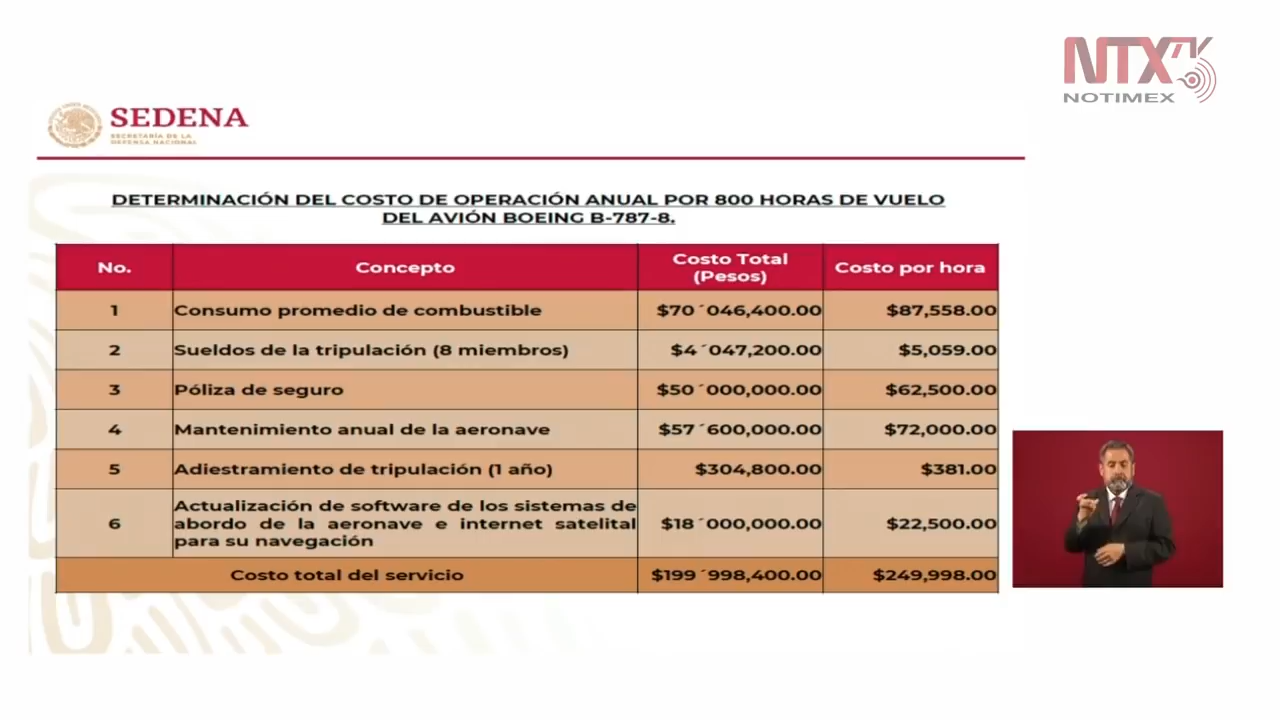 NTX TV
NOTIMEX
SEDENA
SECRETARÍA DE LA
DEFENSA NACIONAL
DETERMINACIÓN DEL COSTO DE OPERACIÓN ANUAL POR 800 HORAS DE VUELO
DEL AVIÓN BOEING B-787-8.
No. Concepto Costo Total (Pesos) Costo por hora
1 Consumo promedio de combustible $70´046,400.00 $87,558.00
2 Sueldos de la tripulación (8 miembros) $4´047,200.00 $5,059.00
3 Póliza de seguro $50´000,000.00 $62,500.00
4 Mantenimiento anual de la aeronave $57´600,000.00 $72,000.00
5 Adiestramiento de tripulación (1 año) $304,800.00 $381.00
Actualización de software de los sistemas de
6 abordo de la aeronave e internet satelital $18´000,000.00 $22,500.00
para su navegación
Costo total del servicio $199´998,400.00 $249,998.00